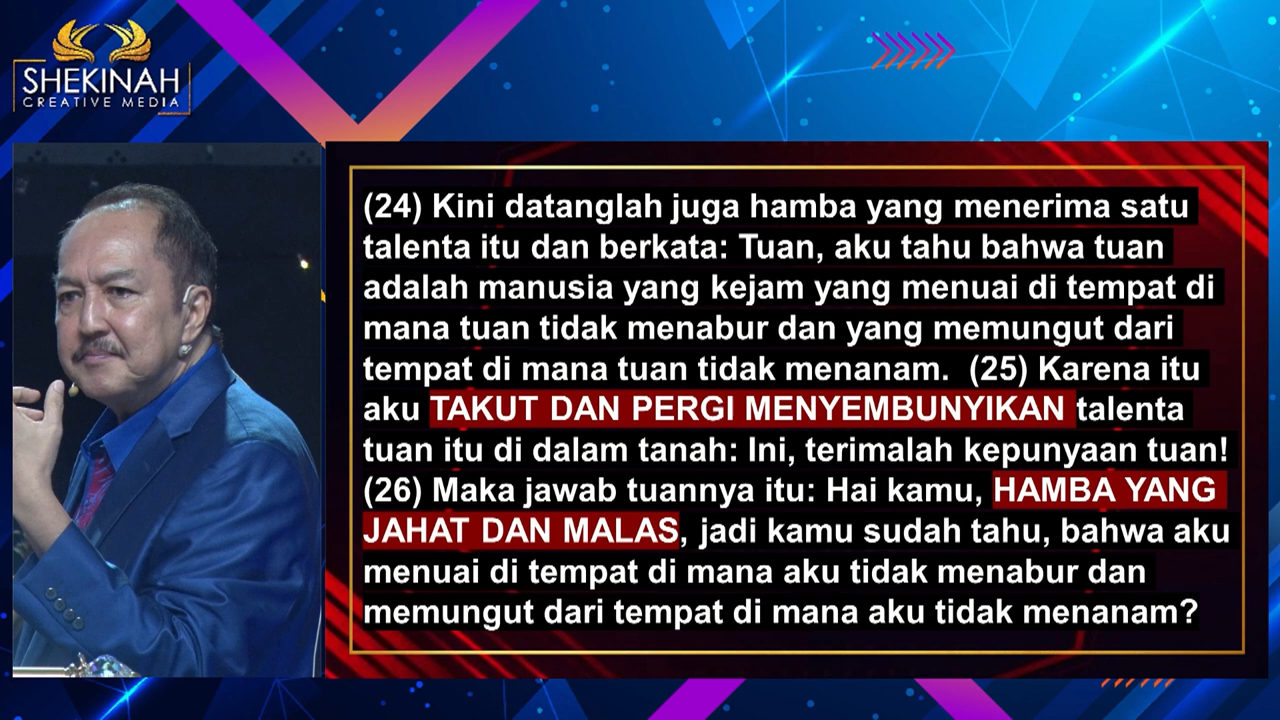 SHEKINAH
CREATIVE MEDIA
(24) Kini datanglah juga hamba yang menerima satu
talenta itu dan berkata: Tuan, aku tahu bahwa tuan
adalah manusia yang kejam yang menuai di tempat di
mana tuan tidak menabur dan yang memungut dari
tempat di mana tuan tidak menanam.  (25) Karena itu
aku TAKUT DAN PERGI MENYEMBUNYIKAN talenta
tuan itu di dalam tanah: Ini, terimalah kepunyaan tuan!
(26) Maka jawab tuannya itu: Hai kamu, HAMBA YANG
JAHAT DAN MALAS, jadi kamu sudah tahu, bahwa aku
menuai di tempat di mana aku tidak menabur dan
memungut dari tempat di mana aku tidak menanam?